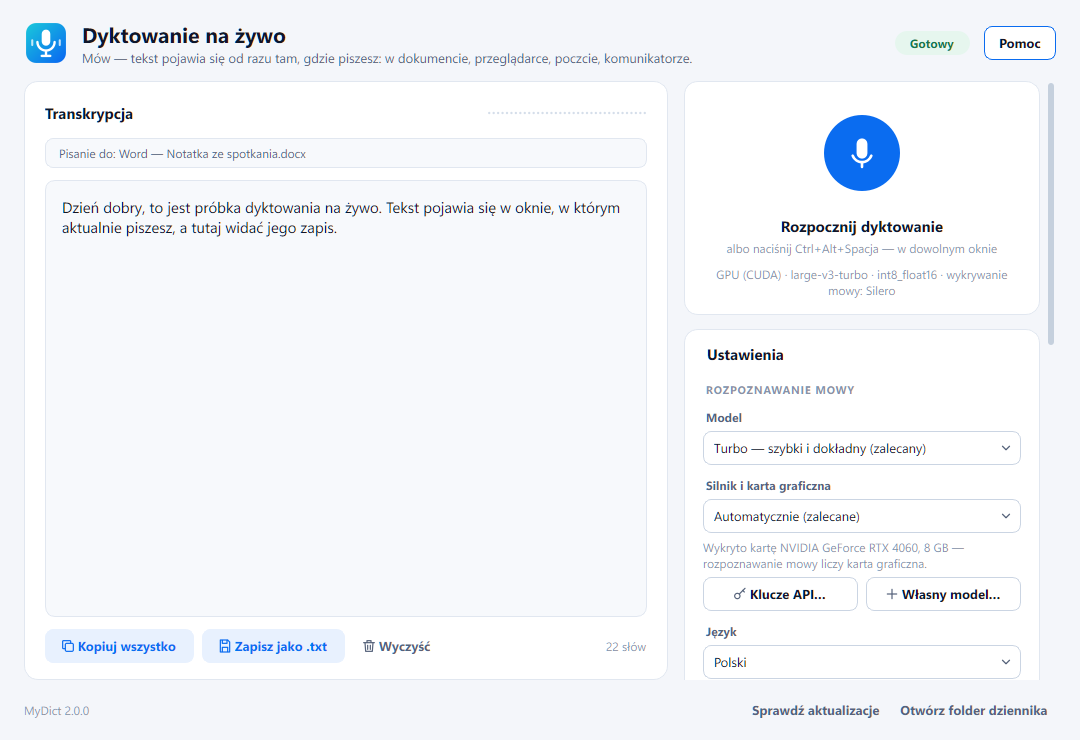 Dyktowanie na żywo
Mów — tekst pojawia się od razu tam, gdzie piszesz: w dokumencie, przeglądarce, poczcie, komunikatorze.
Gotowy
Pomoc
Transkrypcja
Pisanie do: Word — Notatka ze spotkania.docx
Dzień dobry, to jest próbka dyktowania na żywo. Tekst pojawia się w oknie, w którym
aktualnie piszesz, a tutaj widać jego zapis.
Kopiuj wszystko
Zapisz jako .txt
Wyczyść
22 słów
Rozpocznij dyktowanie
albo naciśnij Ctrl+Alt+Spacja — w dowolnym oknie
GPU (CUDA) · large-v3-turbo · int8_float16 · wykrywanie
mowy: Silero
Ustawienia
ROZPOZNAWANIE MOWY
Model
Turbo — szybki i dokładny (zalecany)
Silnik i karta graficzna
Automatycznie (zalecane)
Wykryto kartę NVIDIA GeForce RTX 4060, 8 GB —
rozpoznawanie mowy liczy karta graficzna.
Klucze API...
Własny model...
Język
Polski
MyDict 2.0.0
Sprawdź aktualizacje
Otwórz folder dziennika